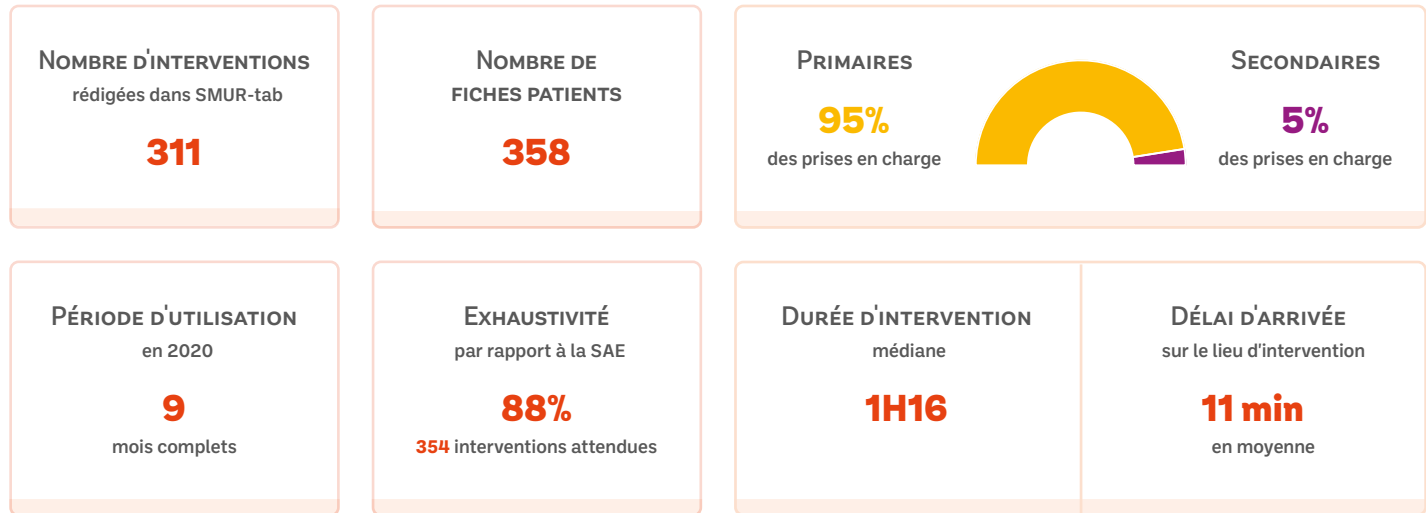 NOMBRE D'INTERVENTIONS
rédigées dans SMUR-tab
311
NOMBRE DE
FICHES PATIENTS
358
PRIMAIRES
95%
des prises en charge
SECONDAIRES
5%
des prises en charge
PÉRIODE D'UTILISATION
en 2020
9
mois complets
EXHAUSTIVITÉ
par rapport à la SAE
88%
354 interventions attendues
DURÉE D'INTERVENTION
médiane
1H16
DÉLAI D'ARRIVÉE
sur le lieu d'intervention
11 min
en moyenne